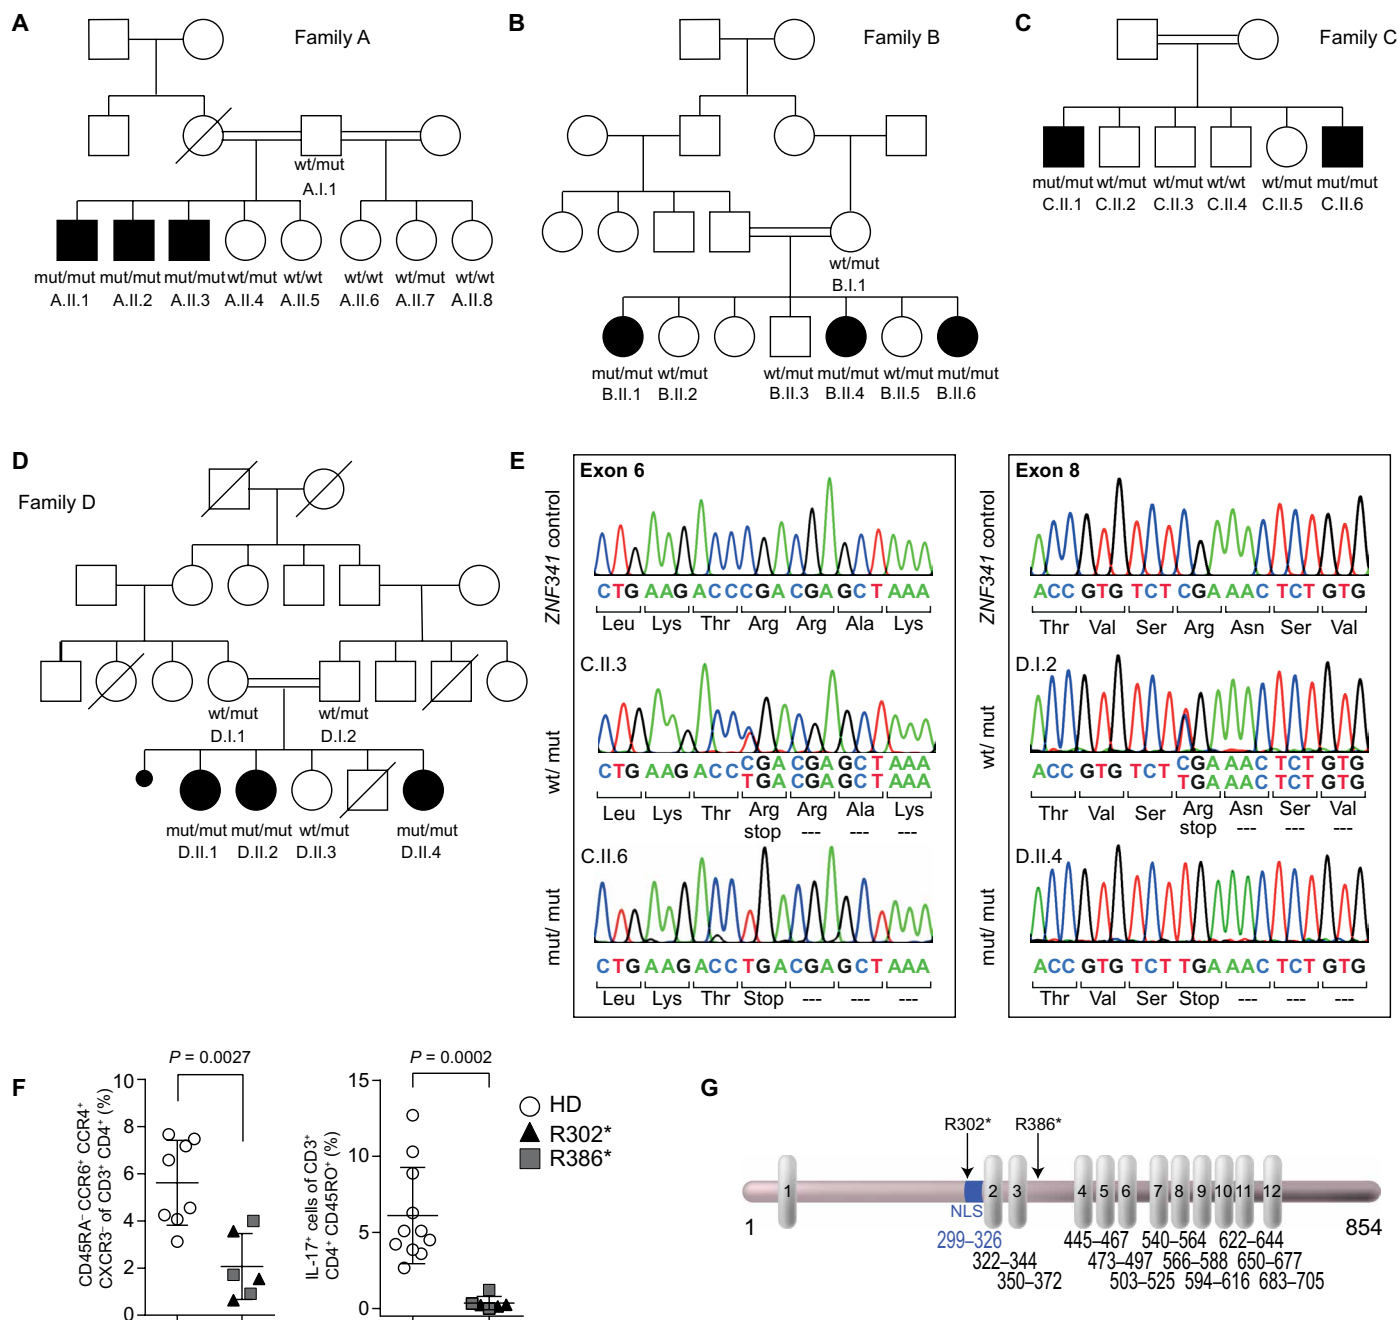 A
Family A
wt/mut
A.I.1
mut/mut mut/mut mut/mut wt/mut wt/wt wt/wt wt/mut wt/wt
A.II.1 A.II.2 A.II.3 A.II.4 A.II.5 A.II.6 A.II.7 A.II.8
B
Family B
wt/mut
B.I.1
mut/mut wt/mut wt/mut mut/mut wt/mut mut/mut
B.II.1 B.II.2 B.II.3 B.II.4 B.II.5 B.II.6
C
Family C
mut/mut wt/mut wt/mut wt/wt wt/mut mut/mut
C.II.1 C.II.2 C.II.3 C.II.4 C.II.5 C.II.6
D
Family D
wt/mut wt/mut
D.I.1 D.I.2
mut/mut mut/mut wt/mut mut/mut
D.II.1 D.II.2 D.II.3 D.II.4
E
Exon 6
ZNF341 control
CTG AAG ACC CGA CGA GCT AAA
Leu Lys Thr Arg Arg Ala Lys
wt/ mut
C.II.3
CTG AAG ACC CGA CGA GCT AAA
TGA CGA GCT AAA
Leu Lys Thr Arg Arg Ala Lys
stop --- --- ---
mut/ mut
C.II.6
CTG AAG ACC TGA CGA GCT AAA
Leu Lys Thr Stop --- --- ---
Exon 8
ZNF341 control
ACC GTG TCT CGA AAC TCT GTG
Thr Val Ser Arg Asn Ser Val
wt/ mut
D.I.2
ACC GTG TCT CGA AAC TCT GTG
TGA AAC TCT GTG
Thr Val Ser Arg Asn Ser Val
stop --- --- ---
mut/ mut
D.II.4
ACC GTG TCT TGA AAC TCT GTG
Thr Val Ser Stop --- --- ---
F
P = 0.0027
CD45RA⁻ CCR6⁺ CCR4⁺
CXCR3⁻ of CD3⁺ CD4⁺ (%)
10
8
6
4
2
0
P = 0.0002
IL-17⁺ cells of CD3⁺
CD4⁺ CD45RO⁺ (%)
15
10
5
0
HD
R302*
R386*
G
R302* R386*
1 2 3 4 5 6 7 8 9 10 11 12
NLS
1 854
299–326 445–467 540–564 622–644
322–344 473–497 566–588 650–677
350–372 503–525 594–616 683–705